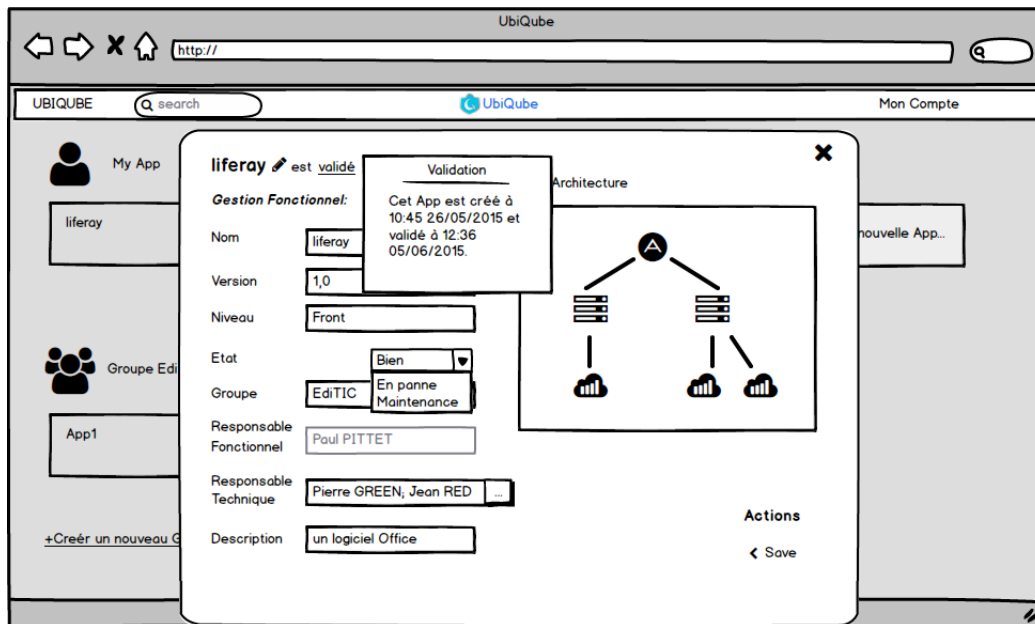 UbiQube
http://
UBIQUBE
search
UbiQube
Mon Compte
My App
liferay
nouvelle App...
Groupe Edi
App1
+Creér un nouveau G
liferay est validé
Gestion Fonctionnel:
Nom
liferay
Version
1,0
Niveau
Front
Etat
Bien
En panne
Maintenance
Groupe
EdiTIC
Responsable
Fonctionnel
Paul PITTET
Responsable
Technique
Pierre GREEN; Jean RED
...
Description
un logiciel Office
Validation
Cet App est créé à
10:45 26/05/2015 et
validé à 12:36
05/06/2015.
Architecture
Actions
Save